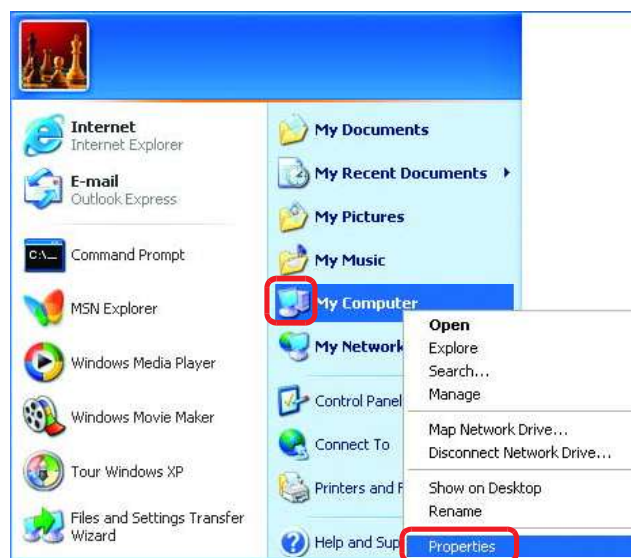 Internet
Internet Explorer
E-mail
Outlook Express
C:\_
Command Prompt
MSN Explorer
Windows Media Player
Windows Movie Maker
Tour Windows XP
Files and Settings Transfer
Wizard
My Documents
My Recent Documents
My Pictures
My Music
My Computer
My Network
Control Panel
Connect To
Printers and F
Help and Sup
Open
Explore
Search...
Manage
Map Network Drive...
Disconnect Network Drive...
Show on Desktop
Rename
Properties